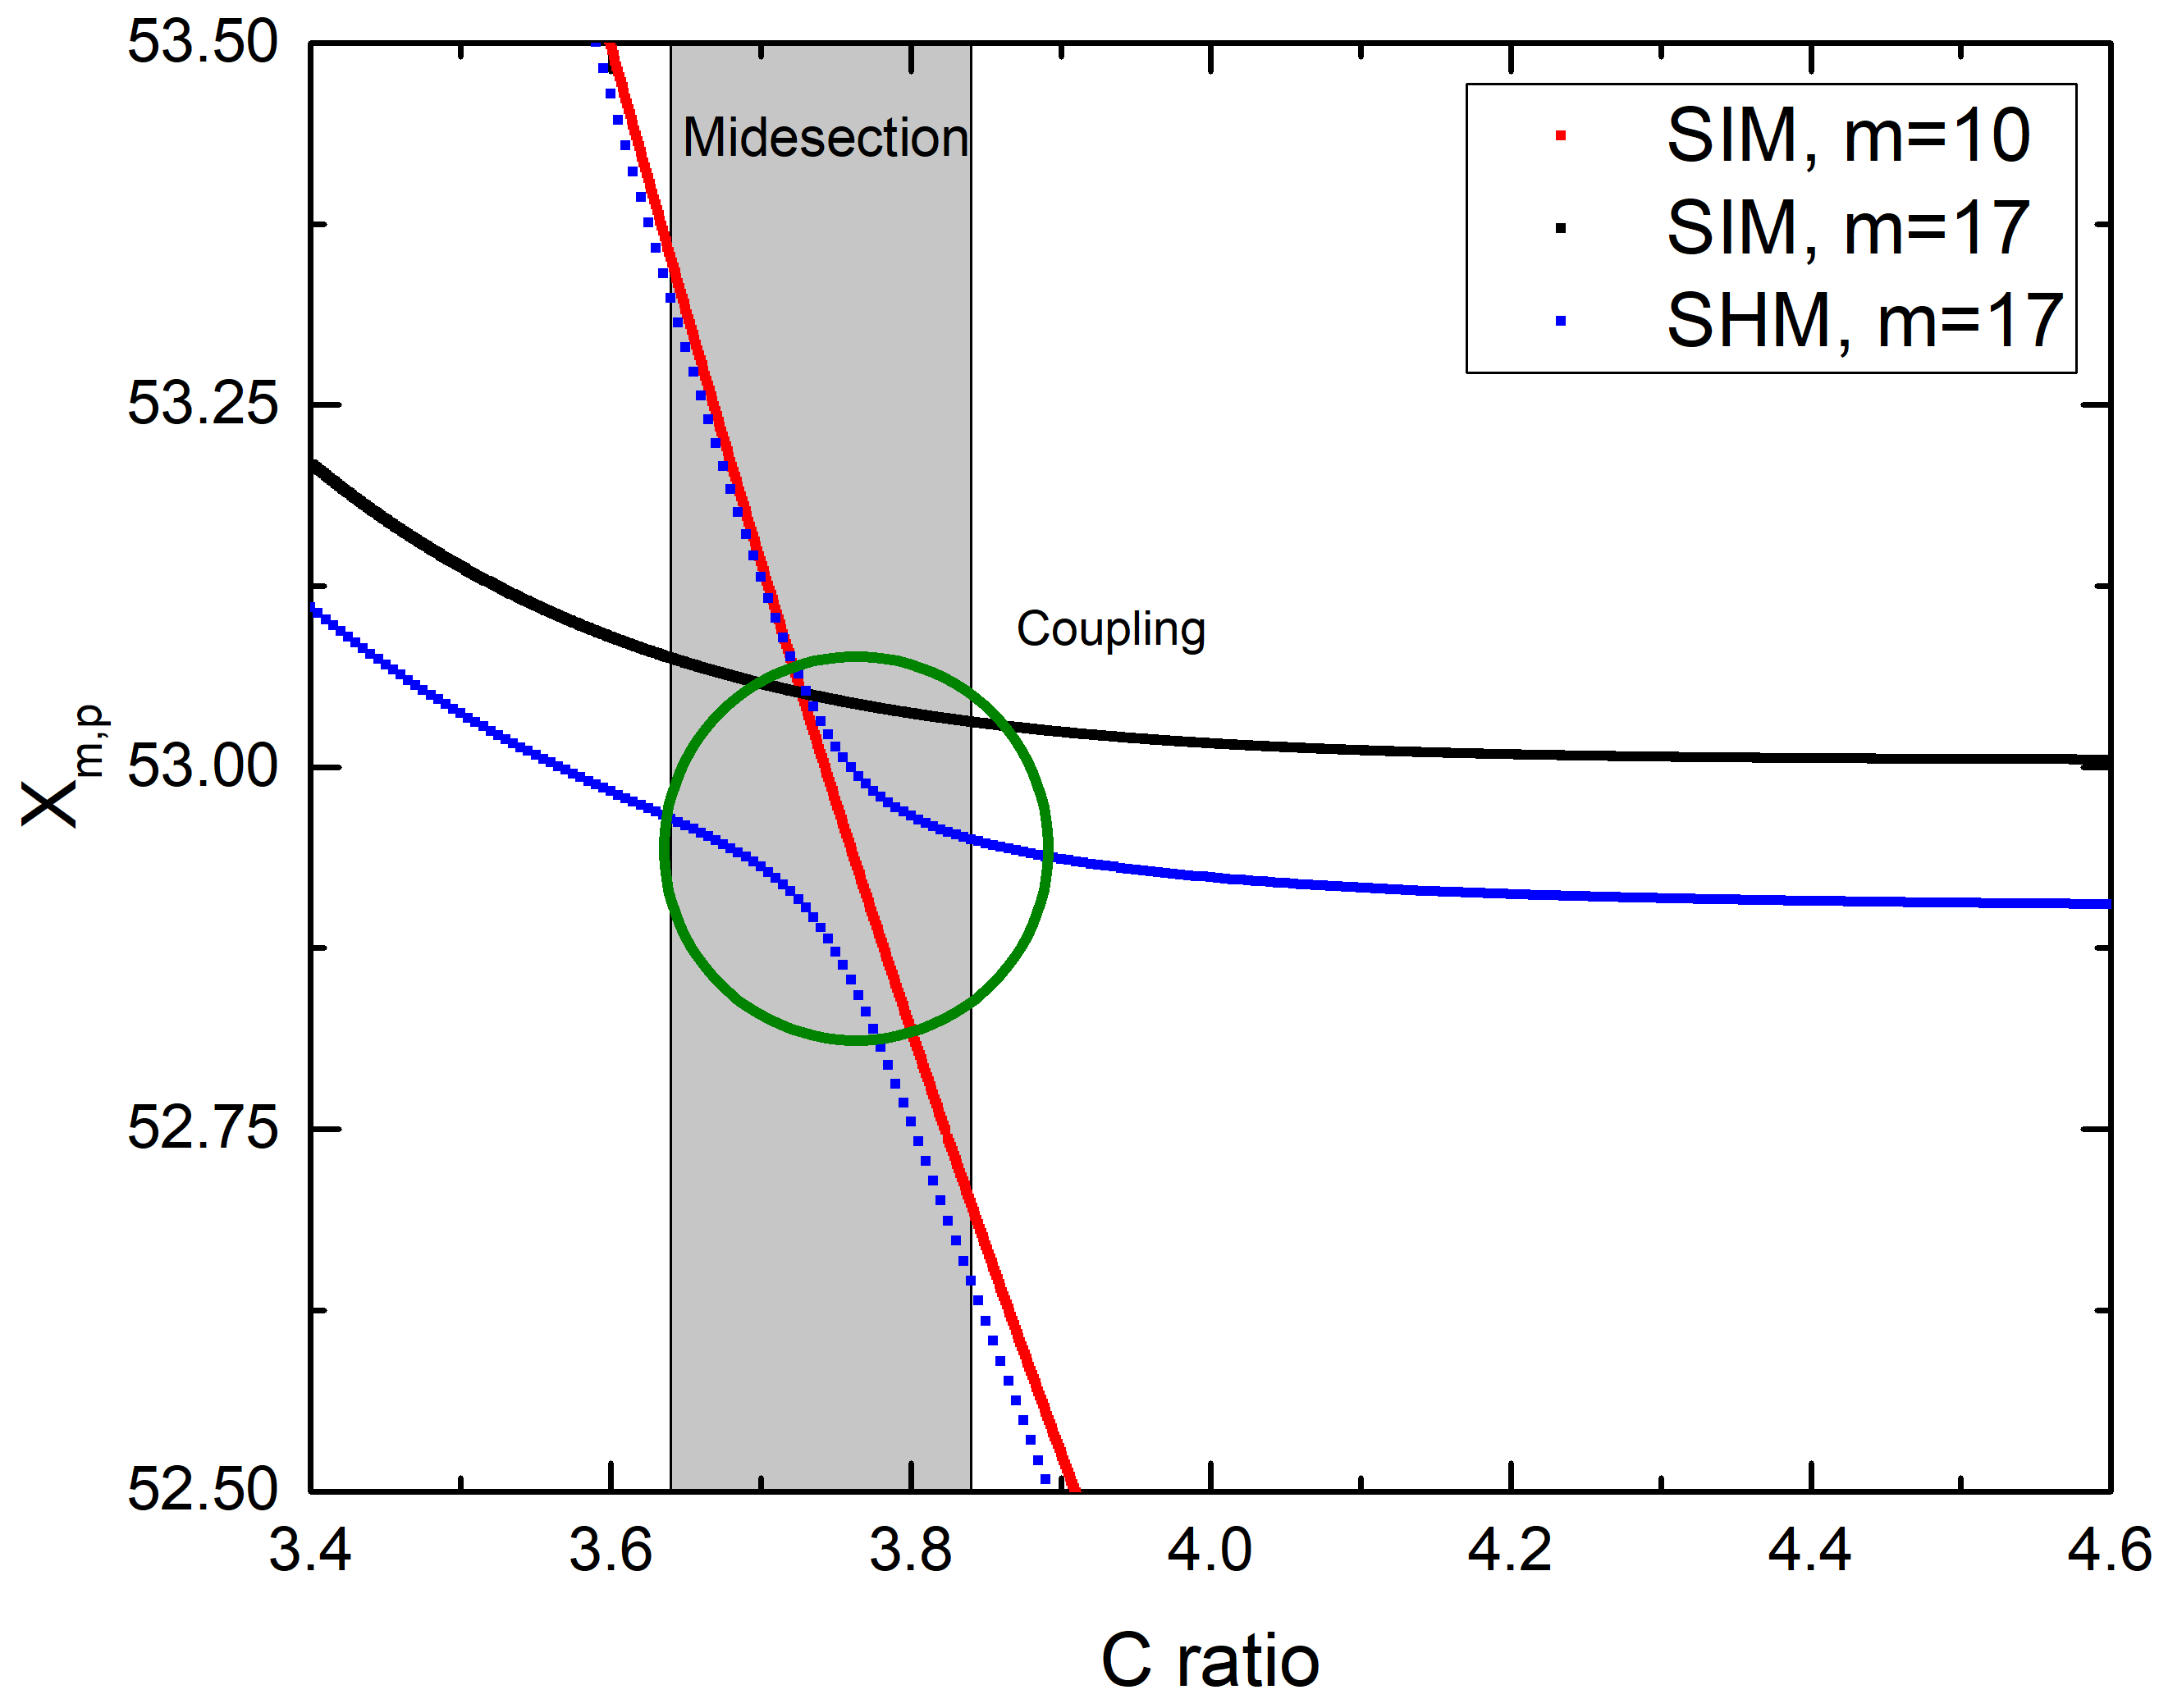 53.50
53.25
53.00
52.75
52.50
X m,p
Midesection
SIM, m=10
SIM, m=17
SHM, m=17
Coupling
3.4 3.6 3.8 4.0 4.2 4.4 4.6
C ratio